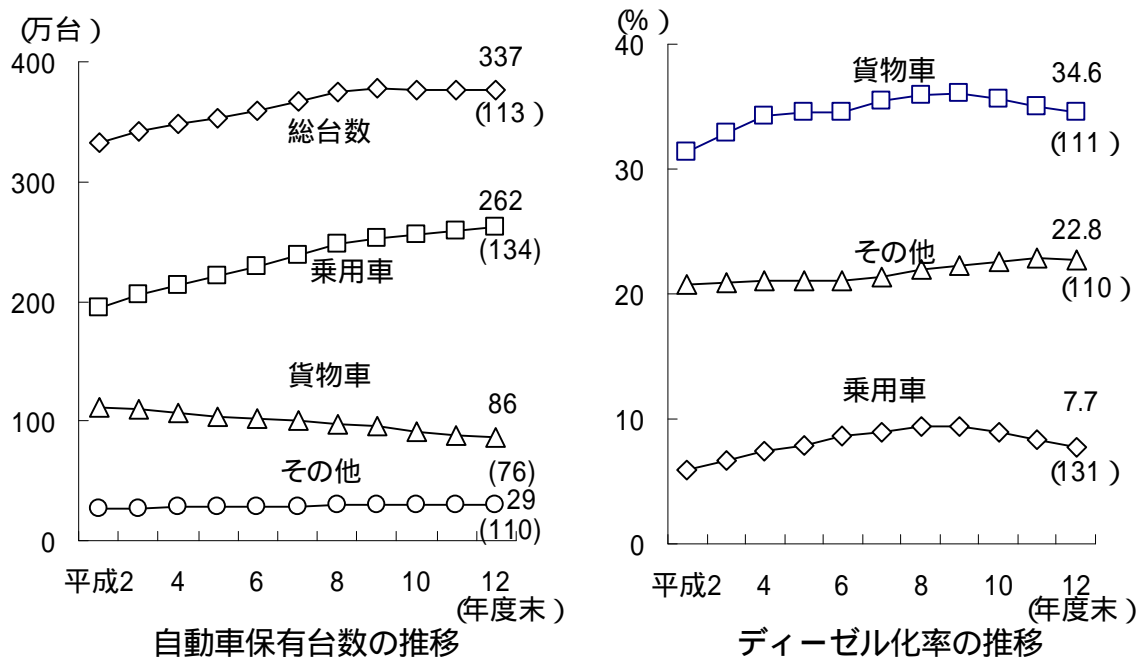 (万台)
400
300
200
100
0
337
(113)
総台数
262
(134)
乗用車
貨物車
86
(76)
その他
29
(110)
平成2 4 6 8 10 12
(年度末)
自動車保有台数の推移
(%)
40
30
20
10
0
貨物車
34.6
(111)
その他
22.8
(110)
乗用車
7.7
(131)
平成2 4 6 8 10 12
(年度末)
ディーゼル化率の推移